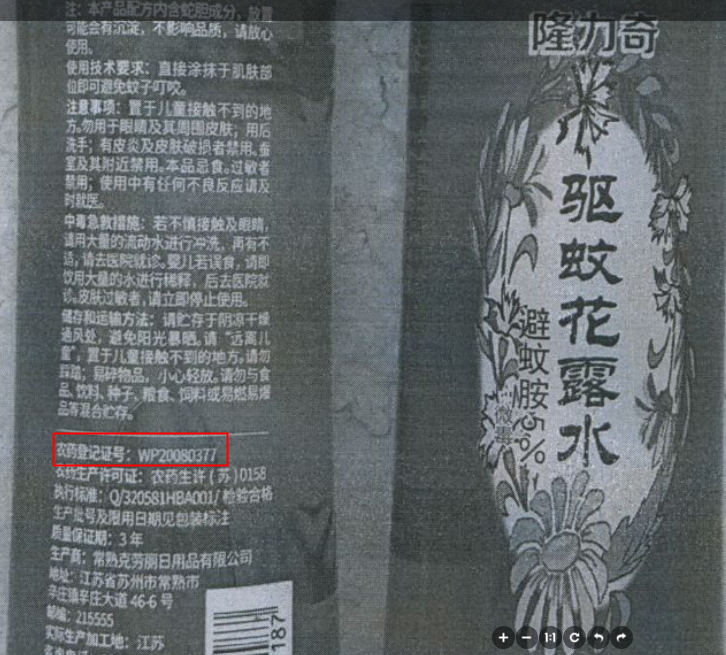 注：本产品配方内含蛇胆成分，放置
可能会有沉淀，不影响品质，请放心
使用。
使用技术要求：直接涂抹于肌肤部
位即可避免蚊子叮咬。
注意事项：置于儿童接触不到的地
方。勿用于眼睛及其周围皮肤；用后
洗手；有皮炎及皮肤破损者禁用。蚕
室及其附近禁用。本品忌食。过敏者
禁用；使用中有任何不良反应请及
时就医。
中毒急救措施：若不慎接触及眼睛，
请用大量的流动水进行冲洗，再有不
适，请去医院就诊。婴儿若误食，请即
饮用大量的水进行稀释，后去医院就
诊。皮肤过敏者，请立即停止使用。
储存和运输方法：请贮存于阴凉干燥
通风处，避免阳光暴晒。请“远离儿
童”，置于儿童接触不到的地方。请勿
踩踏；易碎物品，小心轻放。请勿与食
品、饮料、种子、粮食、饲料或易燃易爆
品等混合贮存。
农药登记证号：WP20080377
农药生产许可证：农药生许(苏)0158
执行标准：Q/320581HBA001/ 检验合格
生产批号及限用日期见包装标注
质量保证期：3年
生产商：常熟克劳丽日用品有限公司
地址：江苏省苏州市常熟市
辛庄镇辛庄大道46-6号
邮编：215555
实际生产加工地：江苏
187
隆力奇
驱蚊花露水
避蚊胺5%
微毒
1:1